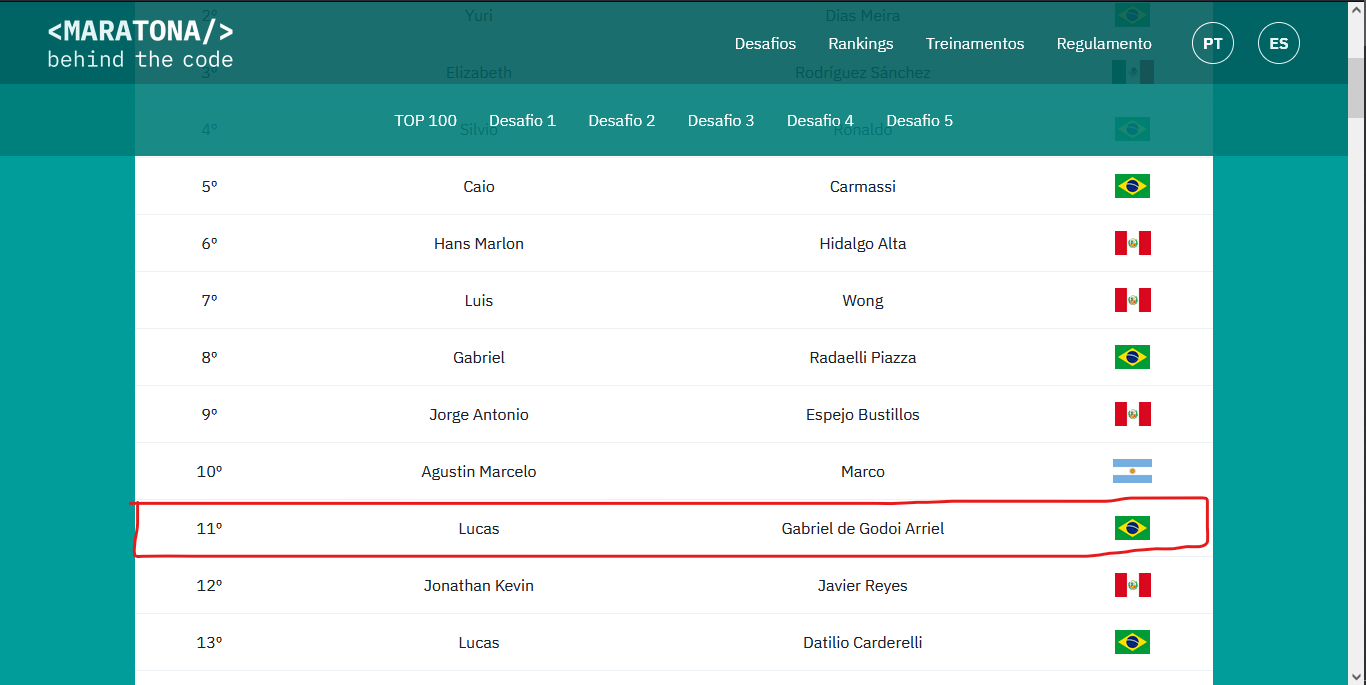 2º Yuri Dias Meira
<MARATONA/>
behind the code
Desafios Rankings Treinamentos Regulamento PT ES
3º Elizabeth Rodriguez Sánchez
TOP 100 Desafio 1 Desafio 2 Desafio 3 Desafio 4 Desafio 5
4º Silvio Ronaldo
5º Caio Carmassi
6º Hans Marlon Hidalgo Alta
7º Luis Wong
8º Gabriel Radaelli Piazza
9º Jorge Antonio Espejo Bustillos
10º Agustin Marcelo Marco
11º Lucas Gabriel de Godoi Arriel
12º Jonathan Kevin Javier Reyes
13º Lucas Datilio Carderelli